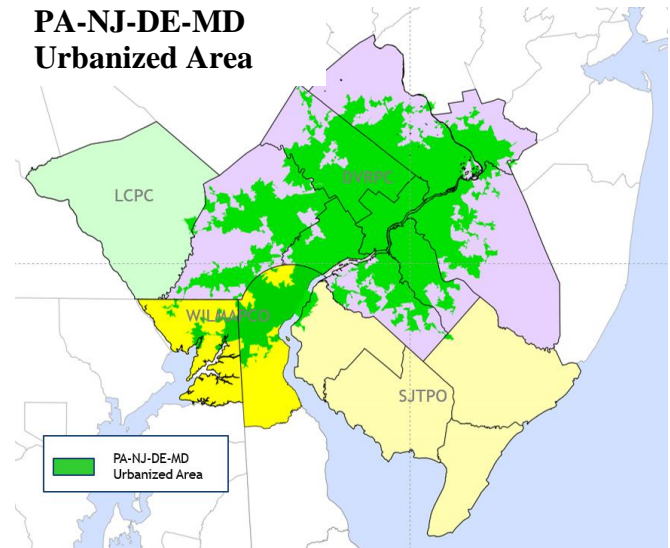 PA-NJ-DE-MD
Urbanized Area
LCPC
DVRPC
WILMAPCO
SJTPO
PA-NJ-DE-MD
Urbanized Area